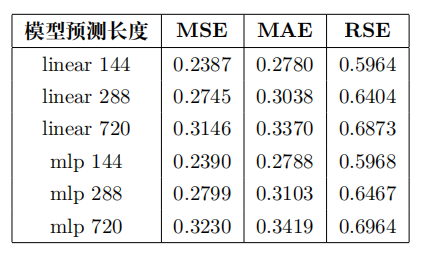 模型预测长度 MSE MAE RSE
linear 144 0.2387 0.2780 0.5964
linear 288 0.2745 0.3038 0.6404
linear 720 0.3146 0.3370 0.6873
mlp 144 0.2390 0.2788 0.5968
mlp 288 0.2799 0.3103 0.6467
mlp 720 0.3230 0.3419 0.6964